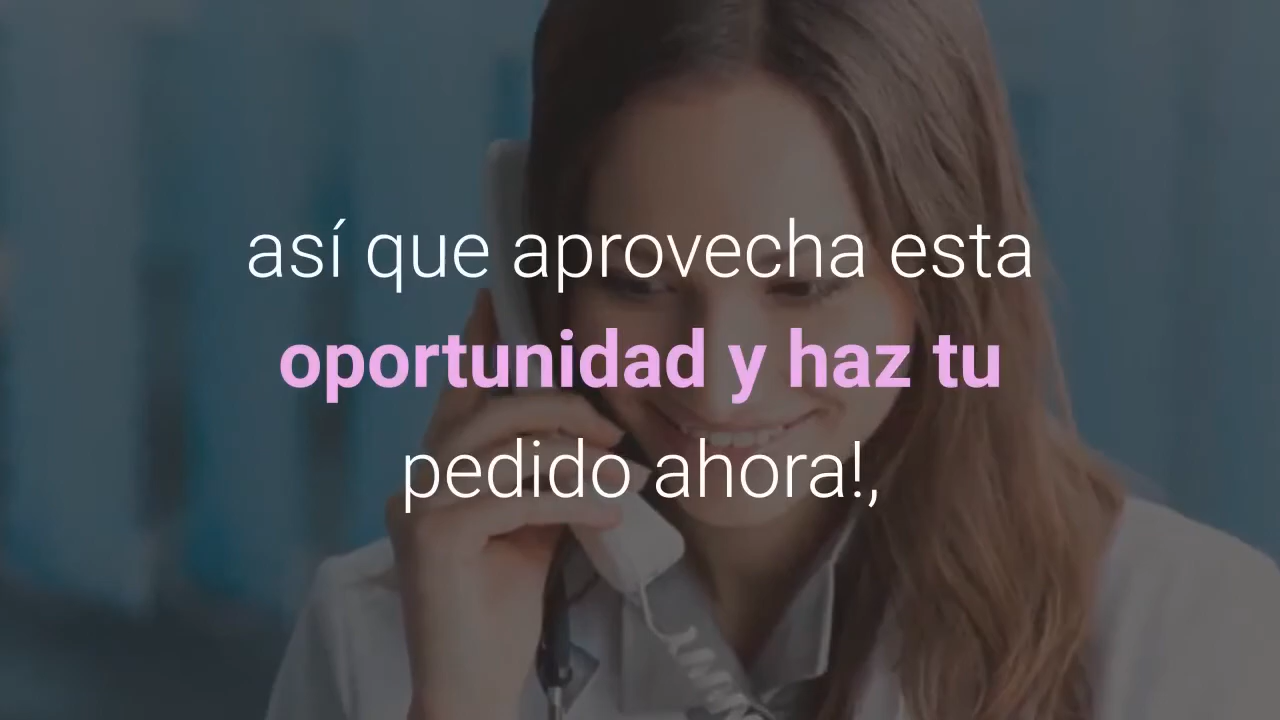 así que aprovecha esta
oportunidad y haz tu
pedido ahora!,